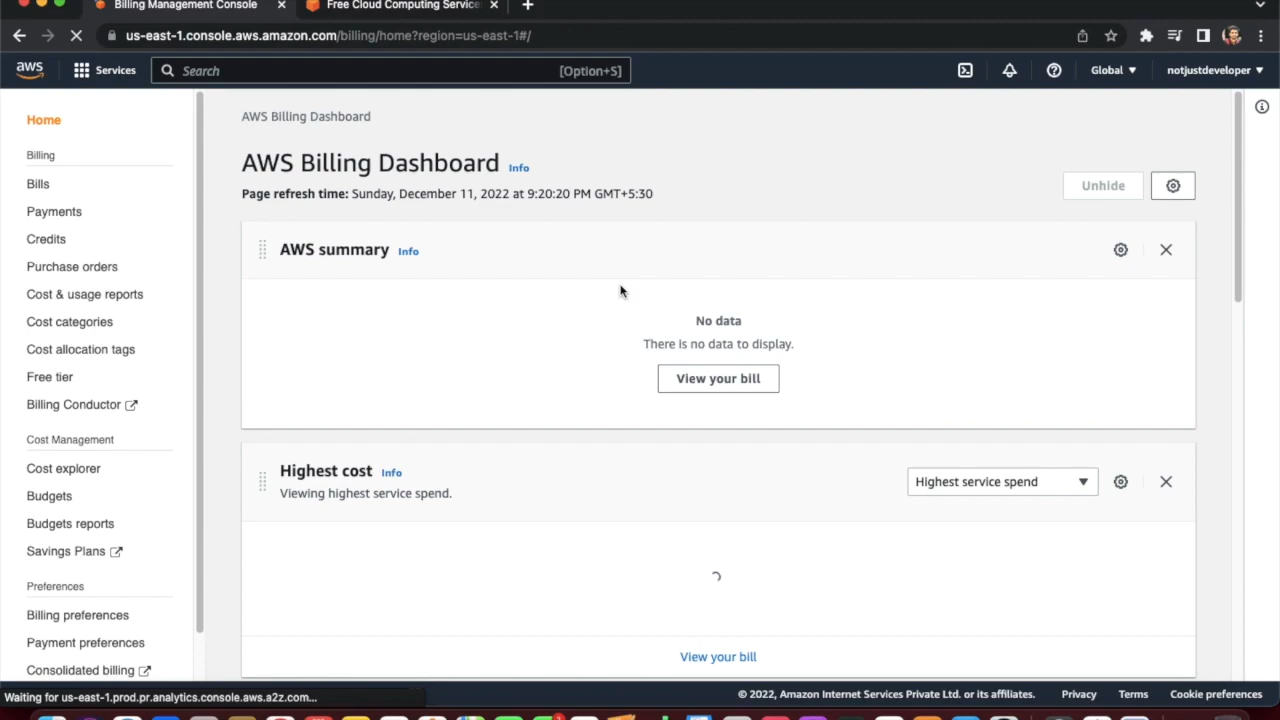 Billing Management Console
Free Cloud Computing Service
us-east-1.console.aws.amazon.com/billing/home?region=us-east-1#/
aws
Services
Search
[Option+S]
Global
notjustdeveloper
Home
Billing
Bills
Payments
Credits
Purchase orders
Cost & usage reports
Cost categories
Cost allocation tags
Free tier
Billing Conductor
Cost Management
Cost explorer
Budgets
Budgets reports
Savings Plans
Preferences
Billing preferences
Payment preferences
Consolidated billing
AWS Billing Dashboard
AWS Billing Dashboard Info
Page refresh time: Sunday, December 11, 2022 at 9:20:20 PM GMT+5:30
Unhide
AWS summary Info
No data
There is no data to display.
View your bill
Highest cost Info
Viewing highest service spend.
Highest service spend
View your bill
Waiting for us-east-1.prod.pr.analytics.console.aws.a2z.com...
© 2022, Amazon Internet Services Private Ltd. or its affiliates.
Privacy
Terms
Cookie preferences